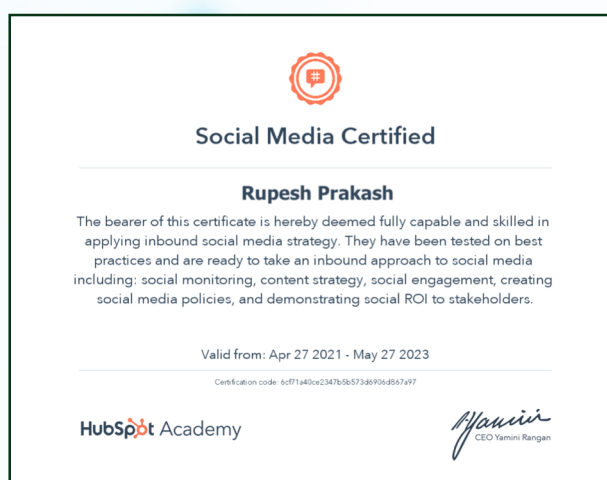 #
Social Media Certified
Rupesh Prakash
The bearer of this certificate is hereby deemed fully capable and skilled in
applying inbound social media strategy. They have been tested on best
practices and are ready to take an inbound approach to social media
including: social monitoring, content strategy, social engagement, creating
social media policies, and demonstrating social ROI to stakeholders.
Valid from: Apr 27 2021 - May 27 2023
Certification code: 6cf71a40ce2347b5b573d6906d867a97
HubSpot Academy
Yamini
CEO Yamini Rangan